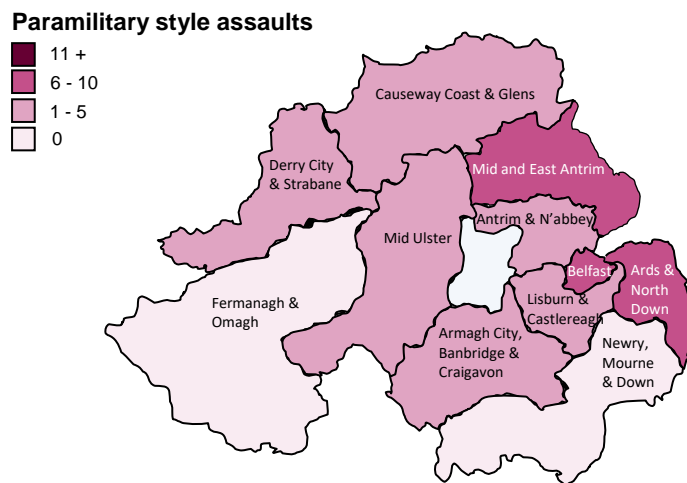 Paramilitary style assaults
11 +
6 - 10
1 - 5
0
Causeway Coast & Glens
Derry City
& Strabane
Mid and East Antrim
Antrim & N'abbey
Mid Ulster
Belfast
Ards &
North
Down
Fermanagh &
Omagh
Lisburn &
Castlereagh
Armagh City,
Banbridge &
Craigavon
Newry,
Mourne
& Down